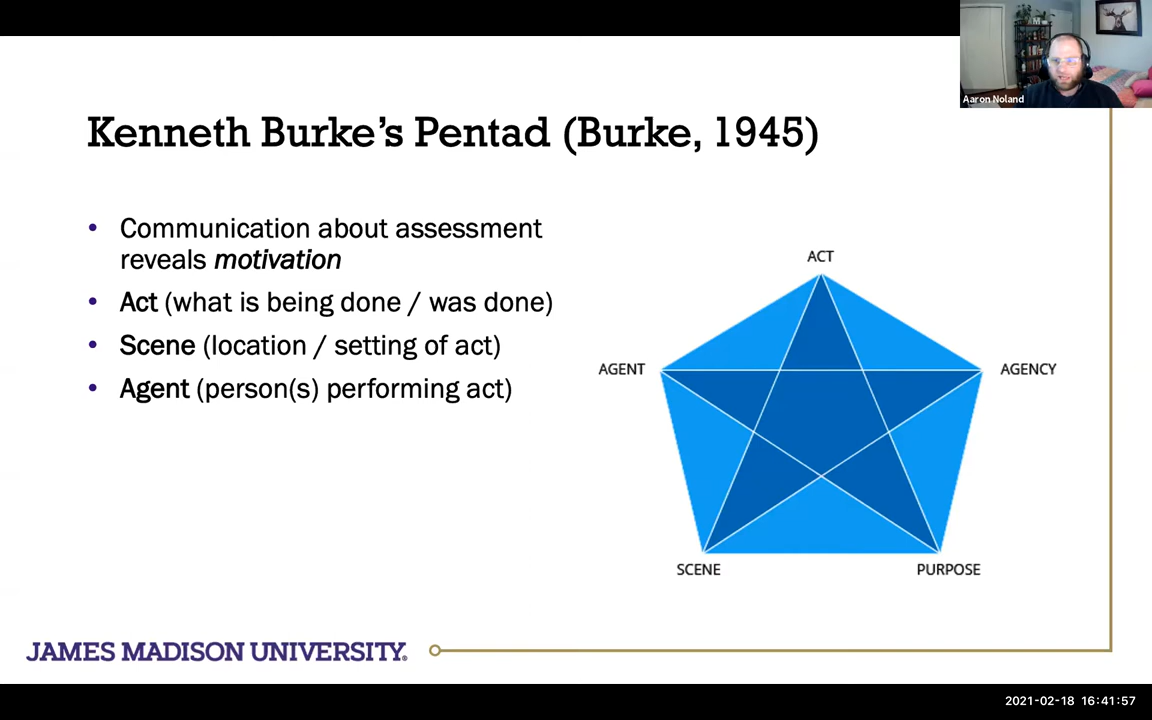 Aaron Noland
Kenneth Burke’s Pentad (Burke, 1945)
• Communication about assessment
reveals motivation
• Act (what is being done / was done)
• Scene (location / setting of act)
• Agent (person(s) performing act)
ACT
AGENT
AGENCY
SCENE
PURPOSE
JAMES MADISON UNIVERSITY®
2021-02-18 16:41:57